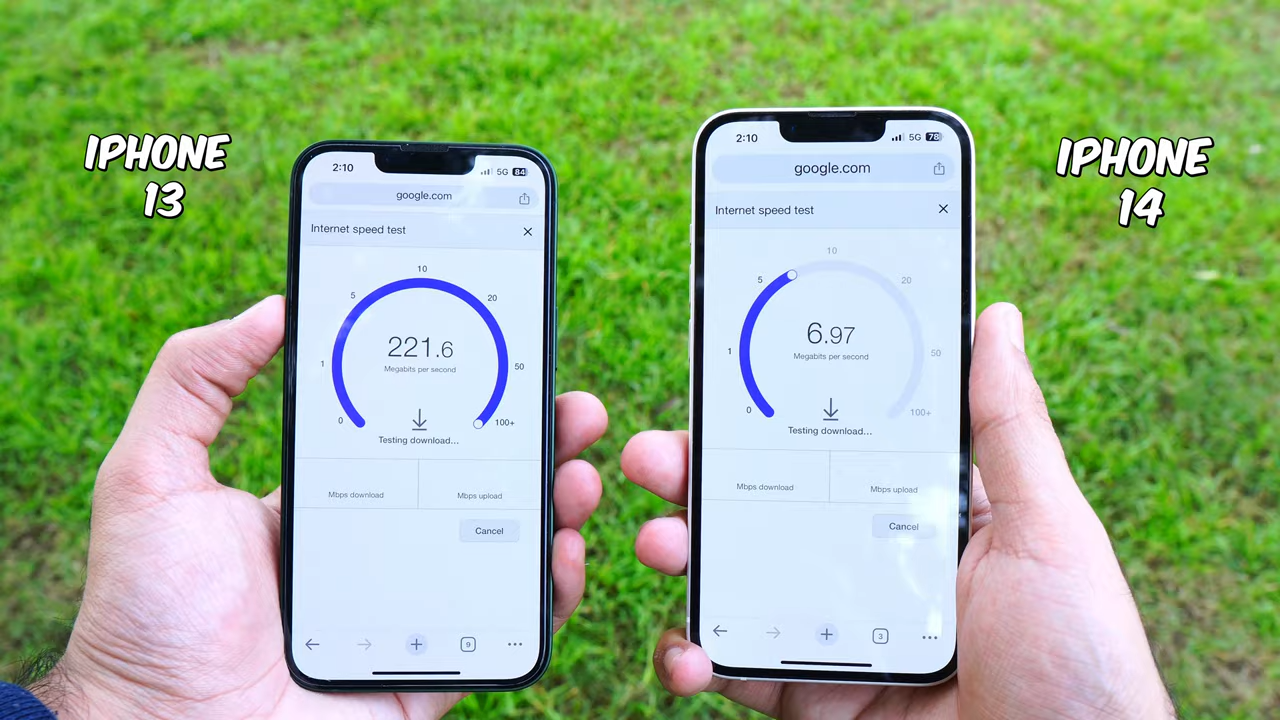 IPHONE
13
2:10
5G 84
google.com
Internet speed test
10
5
20
221.6
Megabits per second
1
50
0
100+
Testing download...
Mbps download
Mbps upload
Cancel
9
IPHONE
14
2:10
5G 78
google.com
Internet speed test
10
5
20
6.97
Megabits per second
1
50
0
100+
Testing download...
Mbps download
Mbps upload
Cancel
3